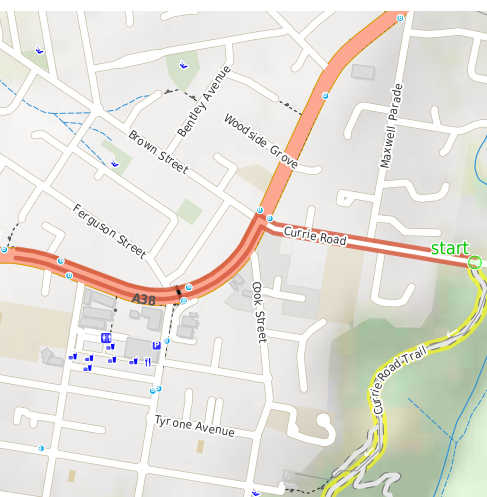 Bentley Avenue
Woodside Grove
Maxwell Parade
Brown Street
Ferguson Street
Currie Road
start
A38
Cook Street
P
Currie Road Trail
Tyrone Avenue